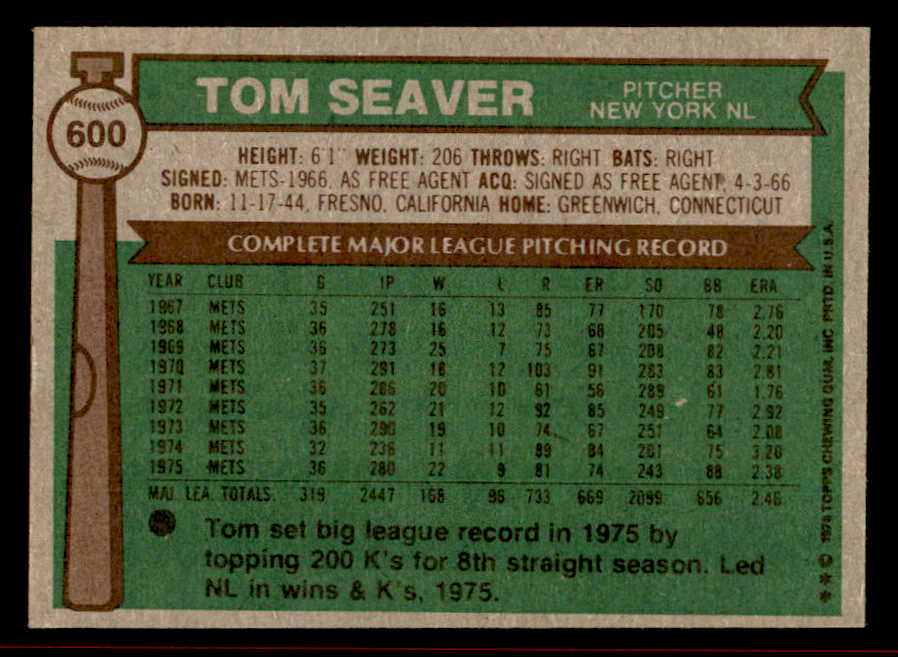 600
TOM SEAVER
PITCHER
NEW YORK NL
HEIGHT: 6'1" WEIGHT: 206 THROWS: RIGHT BATS: RIGHT
SIGNED: METS-1966, AS FREE AGENT ACQ: SIGNED AS FREE AGENT, 4-3-66
BORN: 11-17-44, FRESNO, CALIFORNIA HOME: GREENWICH, CONNECTICUT
COMPLETE MAJOR LEAGUE PITCHING RECORD
YEAR CLUB G IP W L R ER SO BB ERA
1967 METS 35 251 16 13 85 77 170 78 2.76
1968 METS 36 278 16 12 73 68 205 48 2.20
1969 METS 36 273 25 7 75 67 208 82 2.21
1970 METS 37 291 18 12 103 91 283 83 2.81
1971 METS 36 286 20 10 61 56 289 61 1.76
1972 METS 35 262 21 12 92 85 249 77 2.92
1973 METS 36 290 19 10 74 67 251 64 2.08
1974 METS 32 236 11 11 89 84 201 75 3.20
1975 METS 36 280 22 9 81 74 243 88 2.38
MAJ. LEA. TOTALS: 319 2447 168 96 733 669 2099 656 2.46
Tom set big league record in 1975 by
topping 200 K's for 8th straight season. Led
NL in wins & K's, 1975.
* * © 1976 TOPPS CHEWING GUM, INC. PRTD. IN U.S.A.